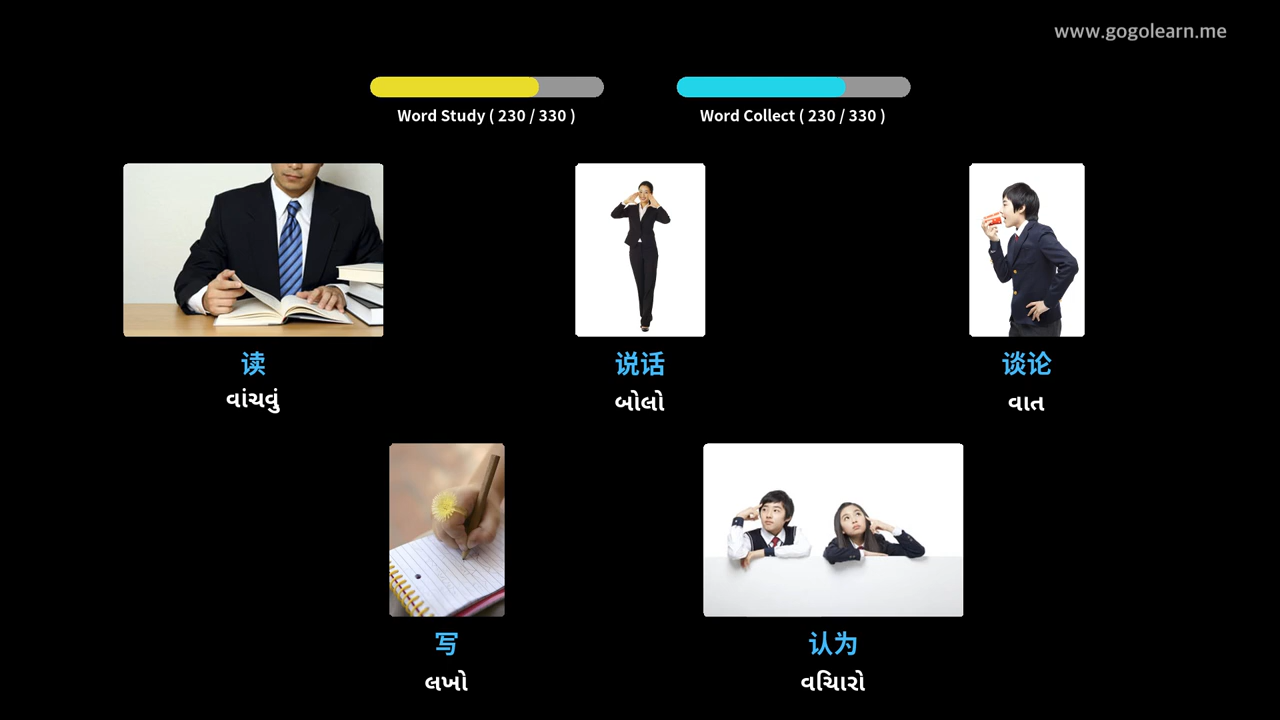 www.gogolearn.me
Word Study ( 230 / 330 )
Word Collect ( 230 / 330 )
读
વાંચવું
说话
બોલો
谈论
વાત
写
લખો
认为
વિચારો